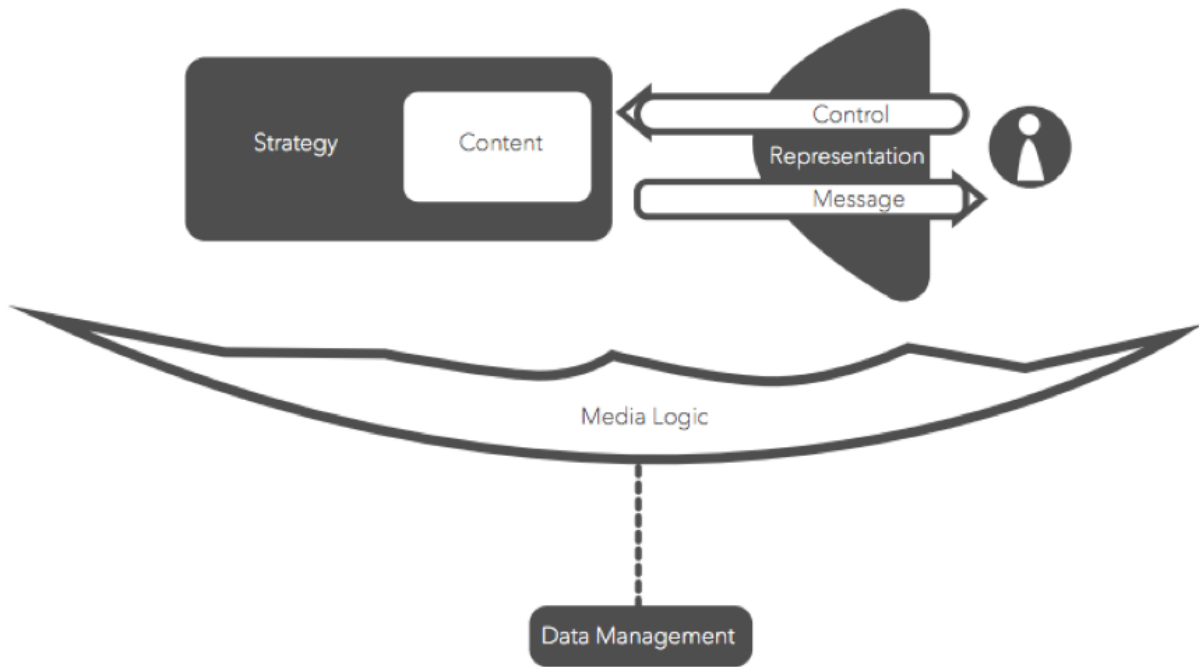 Strategy
Content
Control
Representation
Message
Media Logic
Data Management